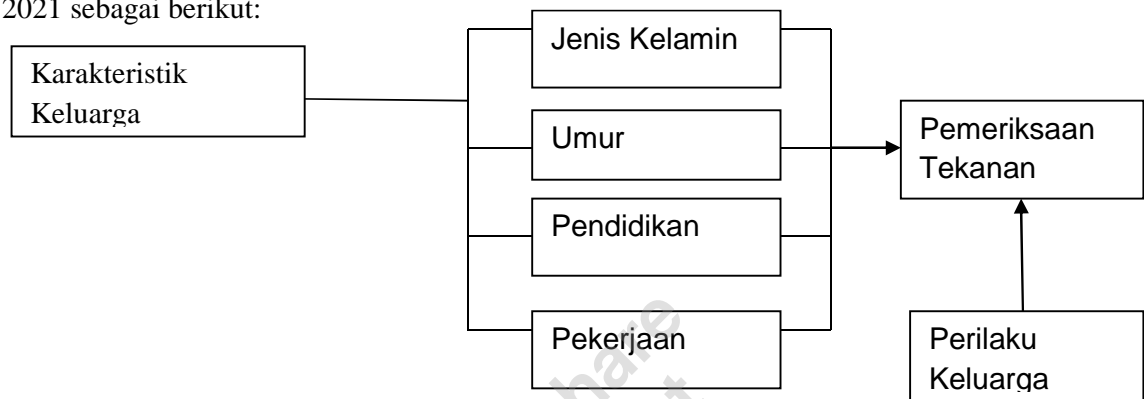 2021 sebagai berikut:
Karakteristik
Keluarga
Jenis Kelamin
Umur
Pendidikan
Pekerjaan
Pemeriksaan
Tekanan
Perilaku
Keluarga